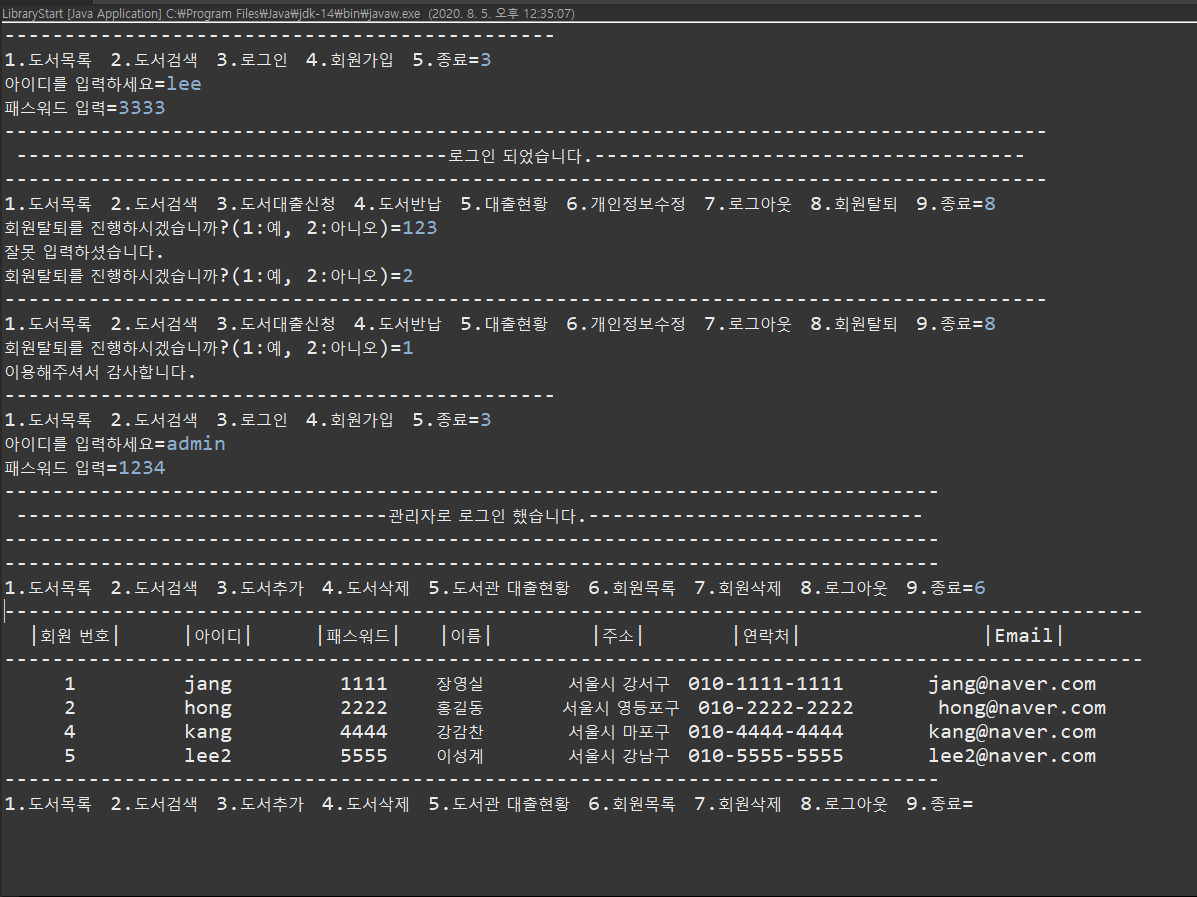 LibraryStart [Java Application] C:₩Program Files₩Java₩jdk-14₩bin₩javaw.exe (2020. 8. 5. 오후 12:35:07)
----------------------------------------------
1.도서목록 2.도서검색 3.로그인 4.회원가입 5.종료=3
아이디를 입력하세요=lee
패스워드 입력=3333
---------------------------------------------------------------------------------------
------------------------------------로그인 되었습니다.------------------------------------
---------------------------------------------------------------------------------------
1.도서목록 2.도서검색 3.도서대출신청 4.도서반납 5.대출현황 6.개인정보수정 7.로그아웃 8.회원탈퇴 9.종료=8
회원탈퇴를 진행하시겠습니까?(1:예, 2:아니오)=123
잘못 입력하셨습니다.
회원탈퇴를 진행하시겠습니까?(1:예, 2:아니오)=2
---------------------------------------------------------------------------------------
1.도서목록 2.도서검색 3.도서대출신청 4.도서반납 5.대출현황 6.개인정보수정 7.로그아웃 8.회원탈퇴 9.종료=8
회원탈퇴를 진행하시겠습니까?(1:예, 2:아니오)=1
이용해주셔서 감사합니다.
----------------------------------------------
1.도서목록 2.도서검색 3.로그인 4.회원가입 5.종료=3
아이디를 입력하세요=admin
패스워드 입력=1234
------------------------------------------------------------------------------
-------------------------------관리자로 로그인 했습니다.----------------------------
------------------------------------------------------------------------------
------------------------------------------------------------------------------
1.도서목록 2.도서검색 3.도서추가 4.도서삭제 5.도서관 대출현황 6.회원목록 7.회원삭제 8.로그아웃 9.종료=6
-----------------------------------------------------------------------------------------------
|회원 번호| |아이디| |패스워드| |이름| |주소| |연락처| |Email|
-----------------------------------------------------------------------------------------------
1 jang 1111 장영실 서울시 강서구 010-1111-1111 jang@naver.com
2 hong 2222 홍길동 서울시 영등포구 010-2222-2222 hong@naver.com
4 kang 4444 강감찬 서울시 마포구 010-4444-4444 kang@naver.com
5 lee2 5555 이성계 서울시 강남구 010-5555-5555 lee2@naver.com
------------------------------------------------------------------------------
1.도서목록 2.도서검색 3.도서추가 4.도서삭제 5.도서관 대출현황 6.회원목록 7.회원삭제 8.로그아웃 9.종료=